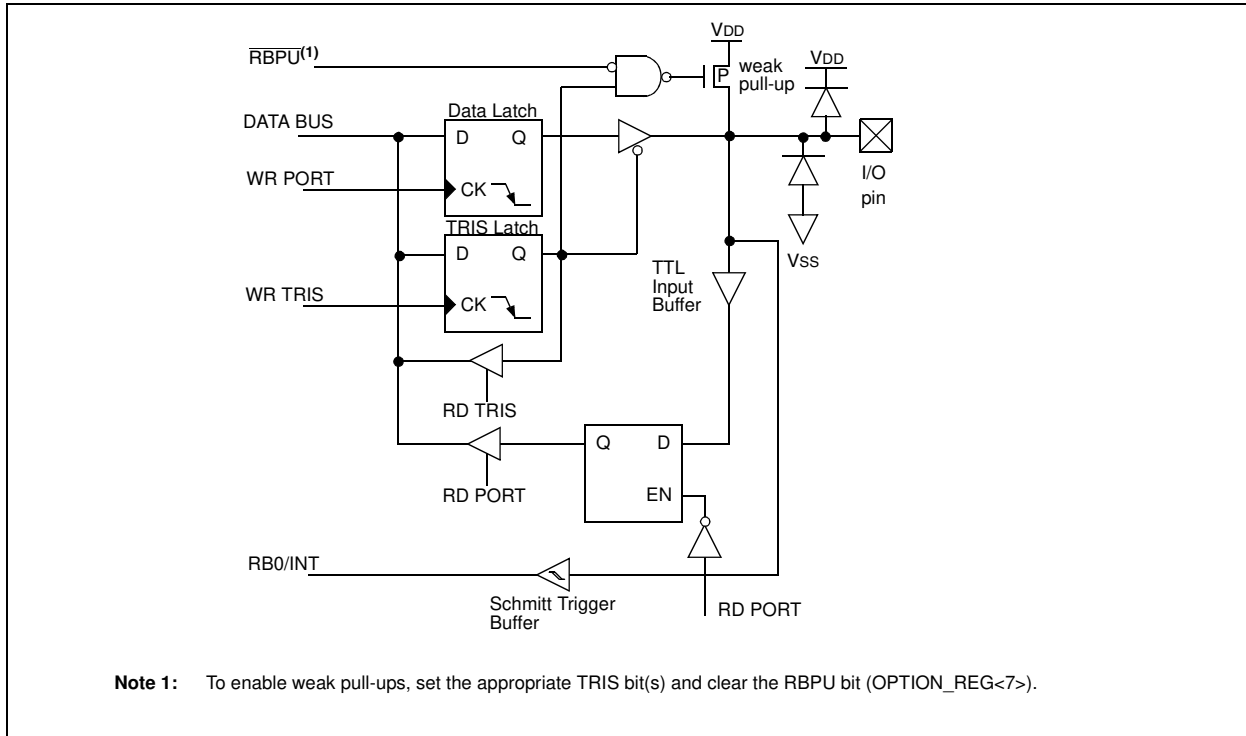 VDD
RBPU(1)
weak
pull-up
P
VDD
Data Latch
DATA BUS
D Q
WR PORT
CK
I/O
pin
TRIS Latch
D Q
VSS
TTL
Input
Buffer
WR TRIS
CK
RD TRIS
Q D
RD PORT
EN
RB0/INT
Schmitt Trigger
Buffer
RD PORT
Note 1: To enable weak pull-ups, set the appropriate TRIS bit(s) and clear the RBPU bit (OPTION_REG<7>).